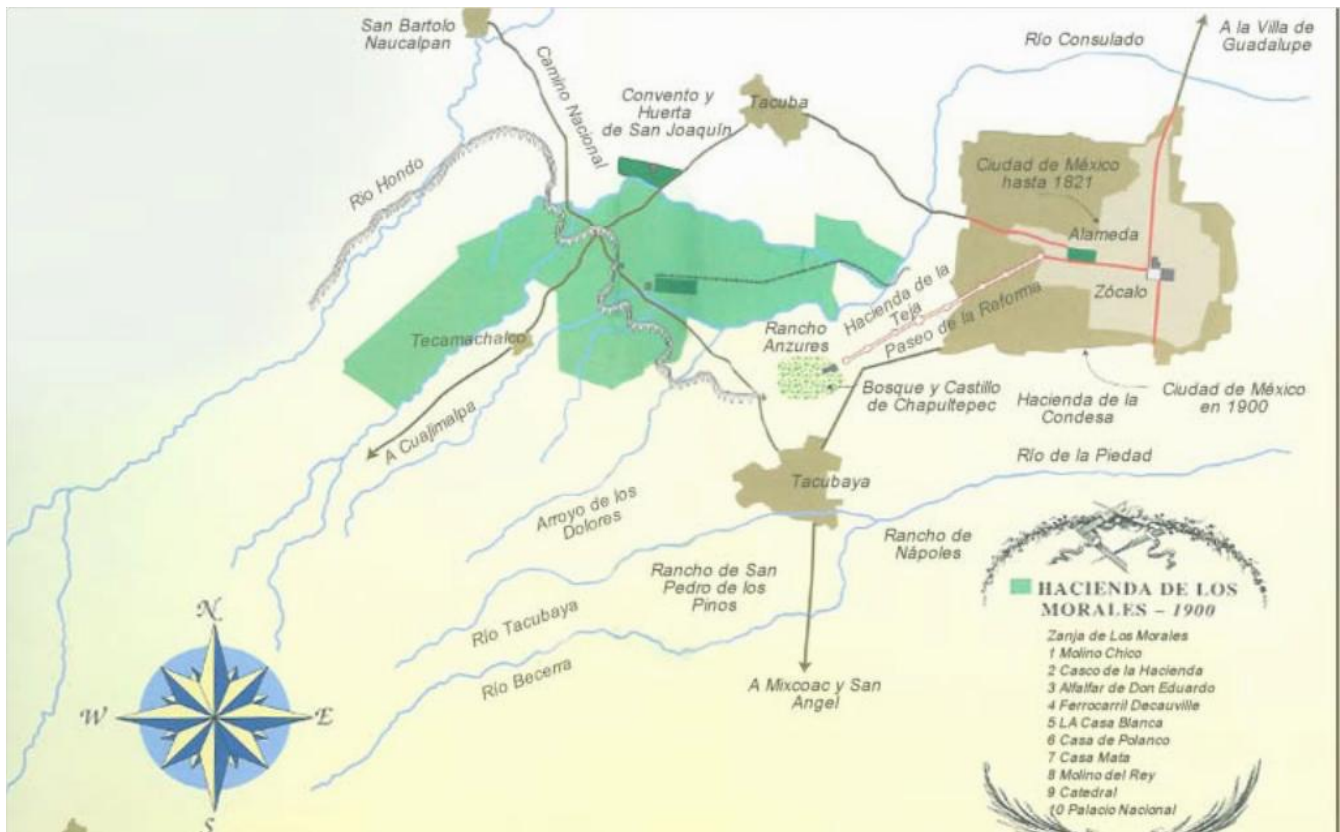 San Bartolo
Naucalpan
Camino Nacional
Río Consulado
A la Villa de
Guadalupe
Convento y
Huerta
de San Joaquín
Tacuba
Rio Hondo
Ciudad de México
hasta 1821
Alameda
Zócalo
Hacienda de la
Teja
Paseo de la Reforma
Rancho
Anzures
Tecamachalco
Bosque y Castillo
de Chapultepec
Hacienda de la
Condesa
Ciudad de México
en 1900
A Cuajimalpa
Río de la Piedad
Tacubaya
Arroyo de los
Dolores
Rancho de
Nápoles
Rancho de San
Pedro de los
Pinos
Río Tacubaya
Río Becerra
A Mixcoac y San
Angel
N
W
E
S
HACIENDA DE LOS
MORALES – 1900
Zanja de Los Morales
1 Molino Chico
2 Casco de la Hacienda
3 Alfalfar de Don Eduardo
4 Ferrocarril Decauville
5 LA Casa Blanca
6 Casa de Polanco
7 Casa Mata
8 Molino del Rey
9 Catedral
10 Palacio Nacional